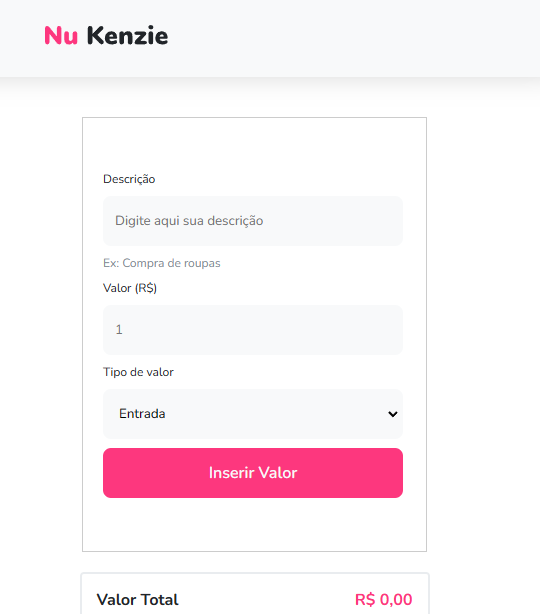 Nu Kenzie
Descrição
Digite aqui sua descrição
Ex: Compra de roupas
Valor (R$)
1
Tipo de valor
Entrada
Inserir Valor
Valor Total R$ 0,00